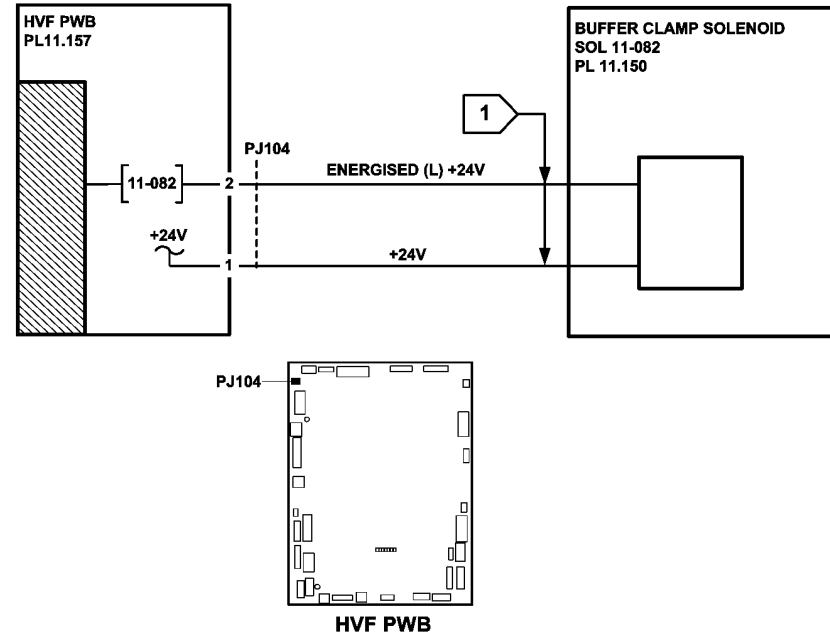 HVF PWB
PL11.157
BUFFER CLAMP SOLENOID
SOL 11-082
PL 11.150
1
PJ104
11-082
2
ENERGISED (L) +24V
+24V
1
+24V
PJ104
HVF PWB